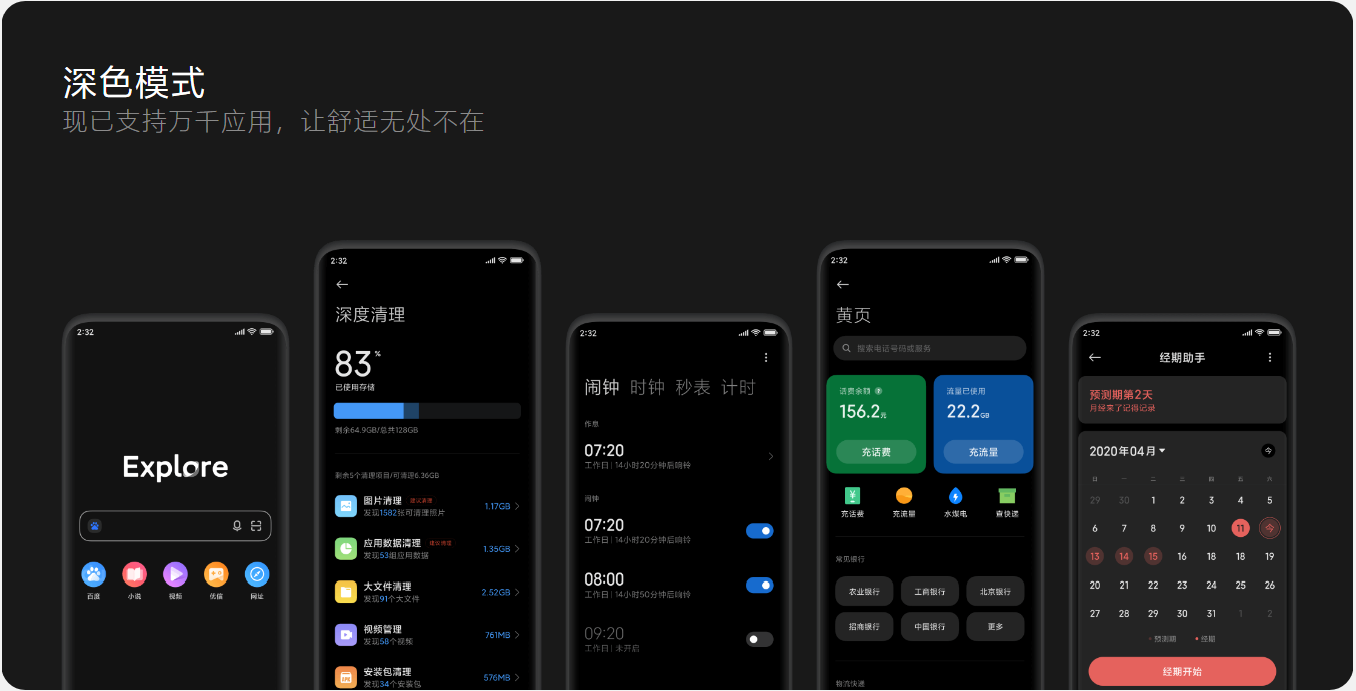 深色模式
现已支持万千应用，让舒适无处不在
2:32
Explore
百度 小说 视频 优信 网址
2:32
深度清理
83%
已使用存储
剩余64.9GB/总共128GB
剩余5个清理项目/可清理6.36GB
图片清理 建议清理
发现1582张可清理照片
1.17GB
应用数据清理 建议清理
发现53组应用数据
1.35GB
大文件清理
发现91个大文件
2.52GB
视频管理
发现58个视频
761MB
安装包清理
发现34个安装包
576MB
2:32
闹钟 时钟 秒表 计时
作息
07:20
工作日 | 14小时20分钟后响铃
闹钟
07:20
工作日 | 14小时20分钟后响铃
08:00
工作日 | 14小时50分钟后响铃
09:20
工作日 | 未开启
2:32
黄页
搜索电话号码或服务
话费余额 ?
156.2元
充话费
流量已使用
22.2GB
充流量
充话费 充流量 水煤电 查快递
常见银行
农业银行 工商银行 北京银行
招商银行 中国银行 更多
物流快递
2:32
经期助手
预测期第2天
月经来了记得记录
2020年04月 今
日 一 二 三 四 五 六
29 30 1 2 3 4 5
6 7 8 9 10 11 今
13 14 15 16 18 18 19
20 21 22 23 24 25 26
27 28 29 30 31 1 2
预测期 经期
经期开始